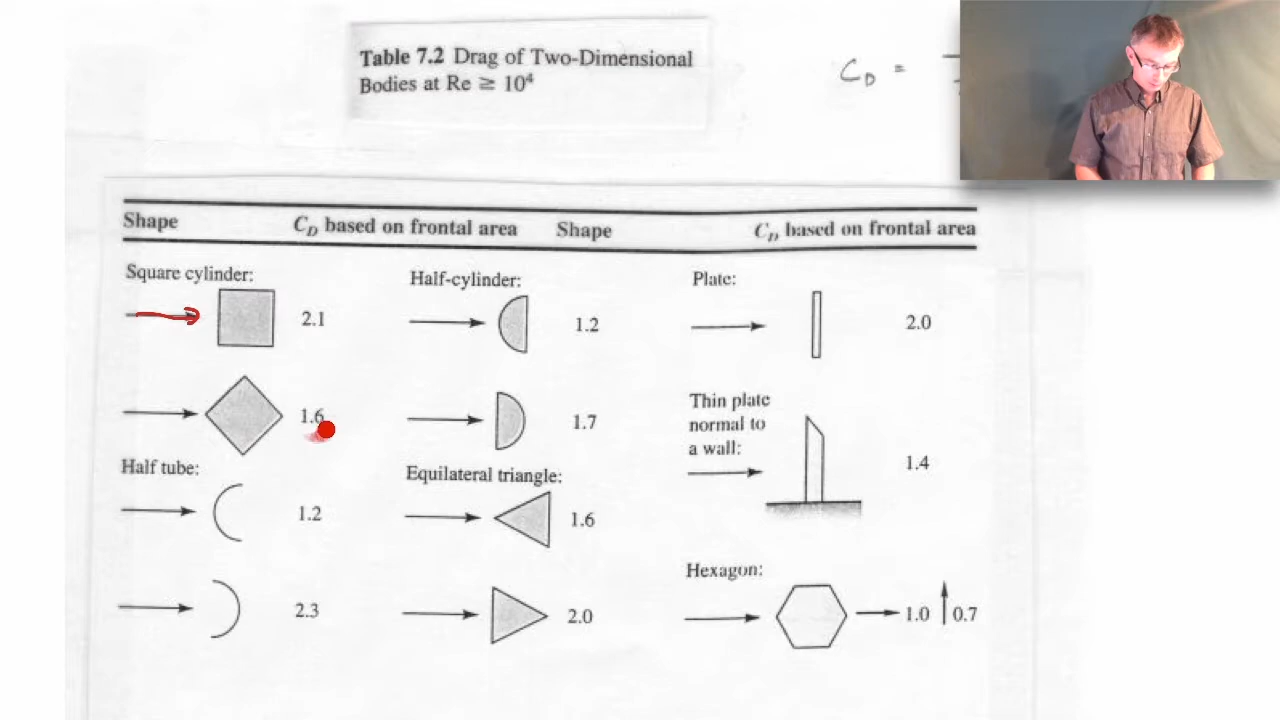 Table 7.2 Drag of Two-Dimensional
Bodies at Re ≥ 10⁴
C_D =
Shape C_D based on frontal area Shape C_D based on frontal area
Square cylinder: Half-cylinder: Plate:
2.1 1.2 2.0
1.6 1.7
Thin plate
normal to
a wall:
1.4
Half tube: Equilateral triangle:
1.2 1.6
Hexagon:
2.3 2.0 1.0 0.7